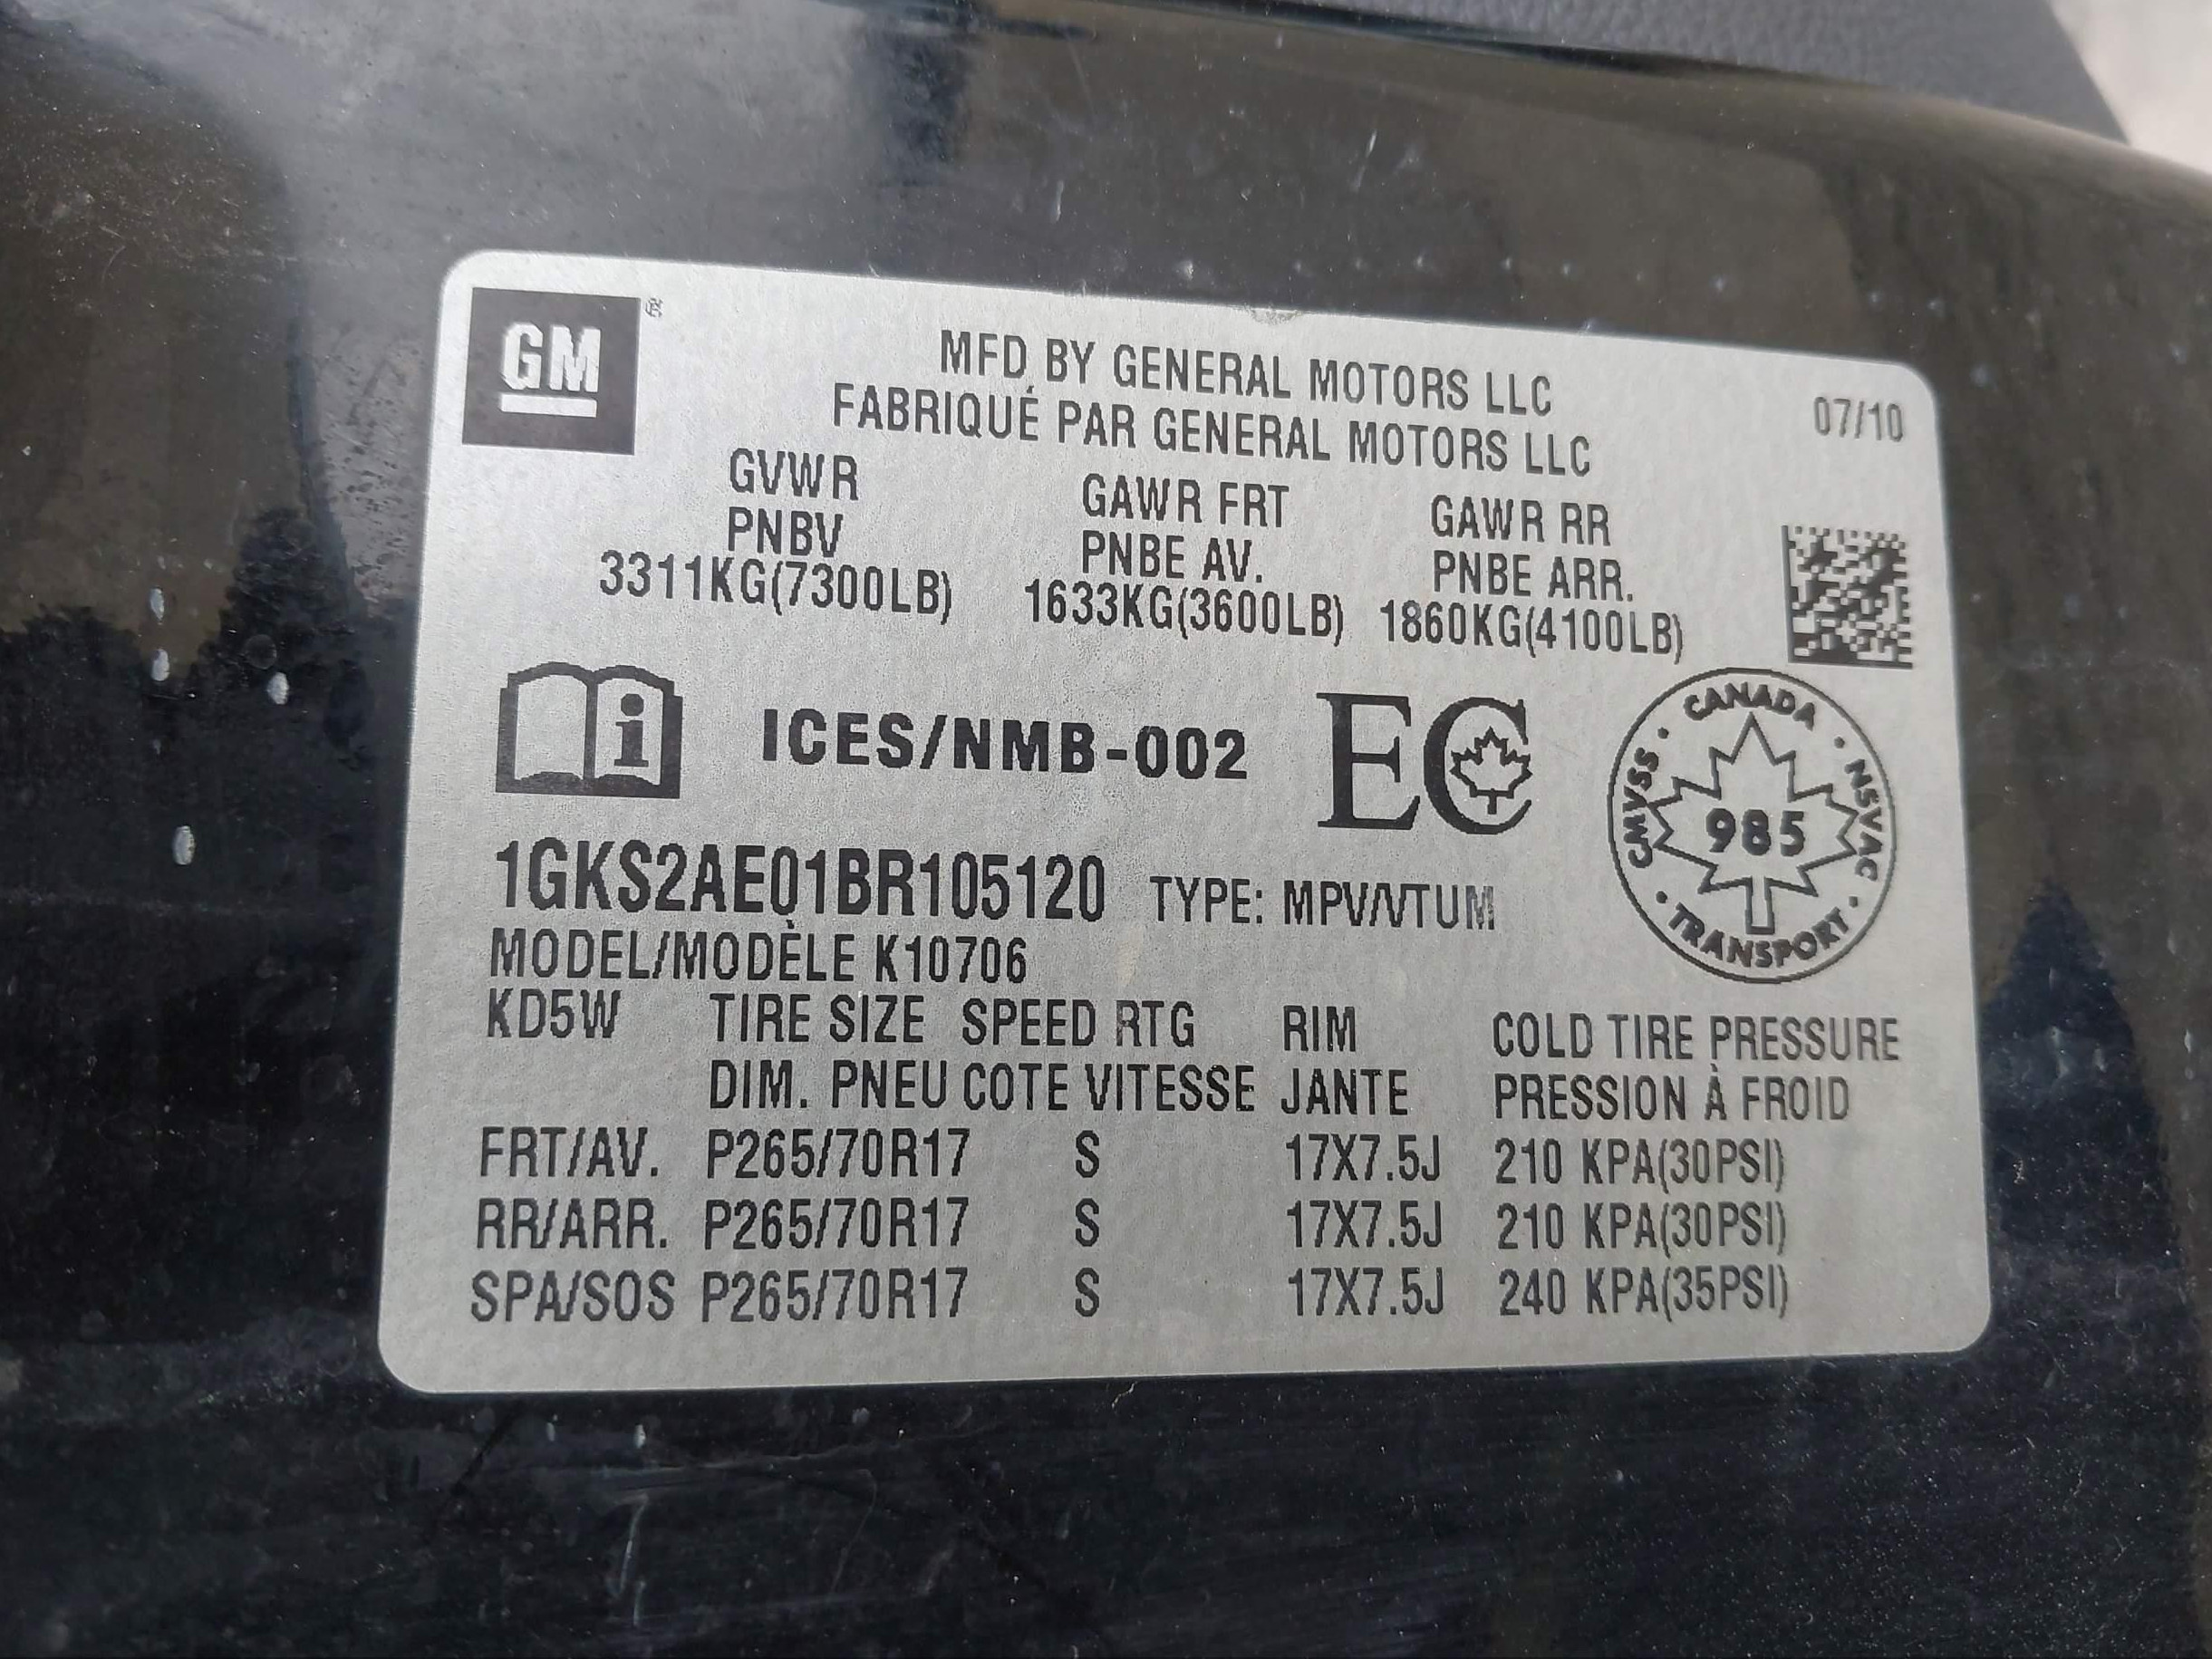 GM ®
MFD BY GENERAL MOTORS LLC
FABRIQUÉ PAR GENERAL MOTORS LLC
07/10
GVWR GAWR FRT GAWR RR
PNBV PNBE AV. PNBE ARR.
3311KG(7300LB) 1633KG(3600LB) 1860KG(4100LB)
i ICES/NMB-002 EC
CANADA · NSVAC · TRANSPORT · CMVSS ·
985
1GKS2AE01BR105120 TYPE: MPV/VTUM
MODEL/MODÈLE K10706
KD5W TIRE SIZE SPEED RTG RIM COLD TIRE PRESSURE
DIM. PNEU COTE VITESSE JANTE PRESSION À FROID
FRT/AV. P265/70R17 S 17X7.5J 210 KPA(30PSI)
RR/ARR. P265/70R17 S 17X7.5J 210 KPA(30PSI)
SPA/SOS P265/70R17 S 17X7.5J 240 KPA(35PSI)